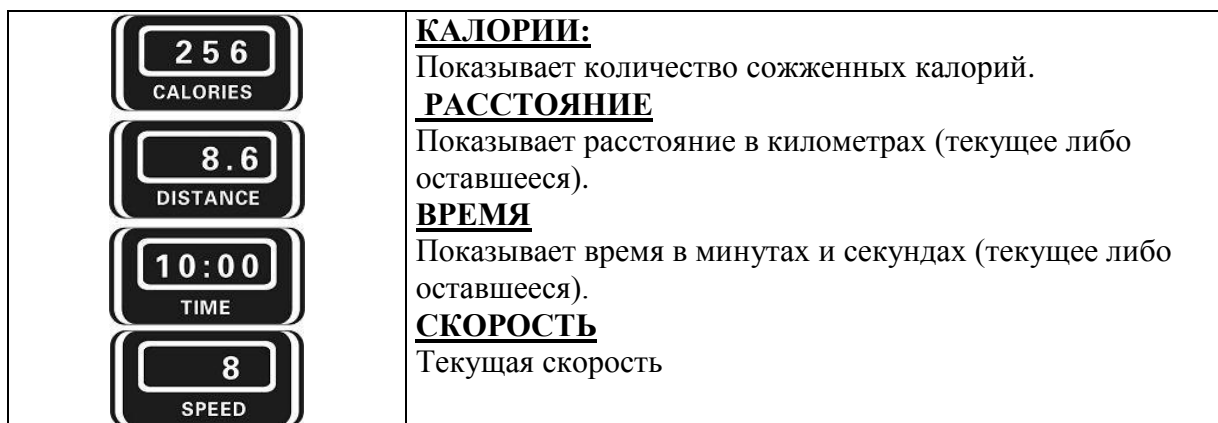 256
CALORIES
8.6
DISTANCE
10:00
TIME
8
SPEED
КАЛОРИИ:
Показывает количество сожженных калорий.
РАССТОЯНИЕ
Показывает расстояние в километрах (текущее либо
оставшееся).
ВРЕМЯ
Показывает время в минутах и секундах (текущее либо
оставшееся).
СКОРОСТЬ
Текущая скорость